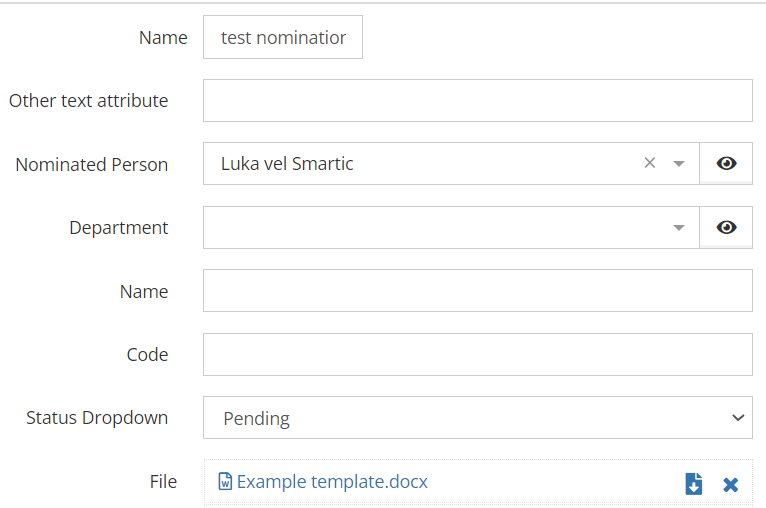 Name test nomination
Other text attribute
Nominated Person Luka vel Smartic
Department
Name
Code
Status Dropdown Pending
File Example template.docx